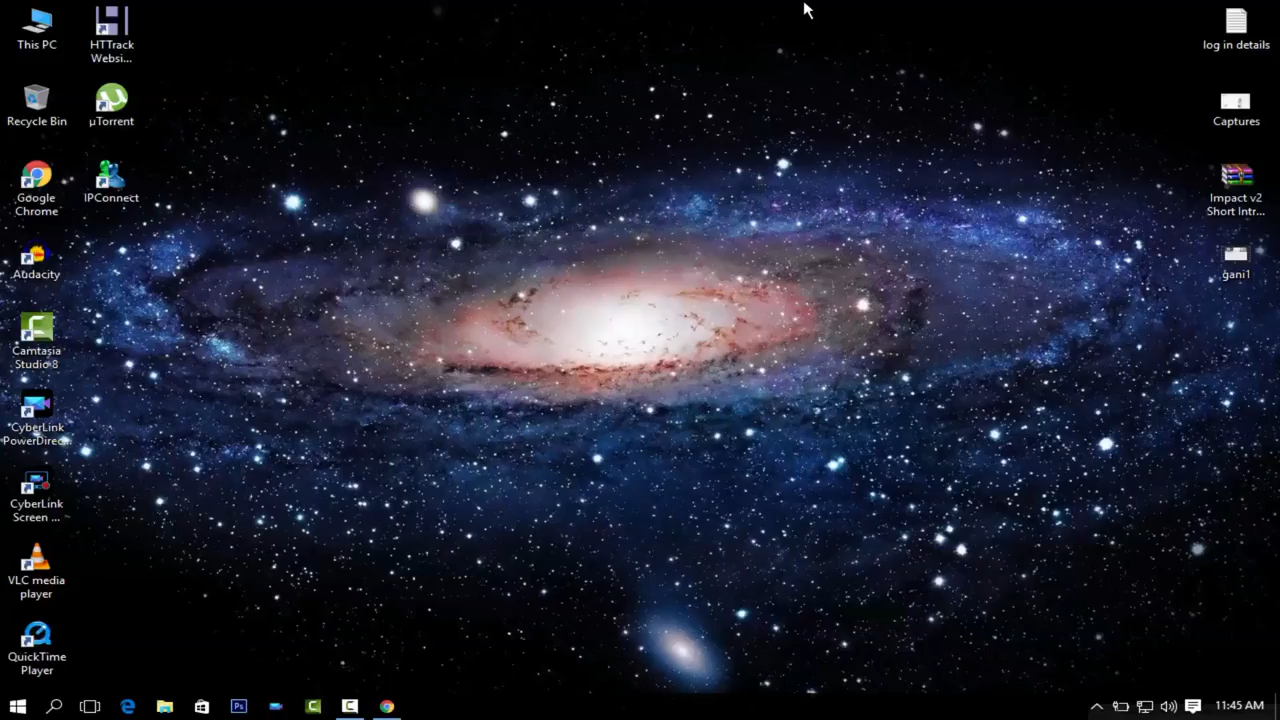 This PC
HTTrack
Websi...
Recycle Bin
µTorrent
Google
Chrome
IPConnect
Audacity
Camtasia
Studio 8
CyberLink
PowerDirec...
CyberLink
Screen ...
VLC media
player
QuickTime
Player
log in details
Captures
Impact v2
Short Intr...
gani1
Ps
11:45 AM